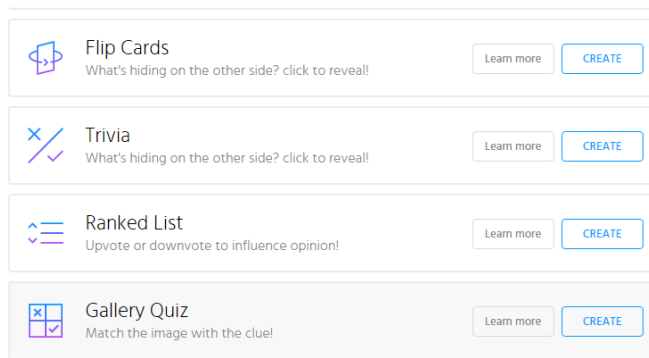 Flip Cards
What's hiding on the other side? click to reveal!
Learn more
CREATE
Trivia
What's hiding on the other side? click to reveal!
Learn more
CREATE
Ranked List
Upvote or downvote to influence opinion!
Learn more
CREATE
Gallery Quiz
Match the image with the clue!
Learn more
CREATE